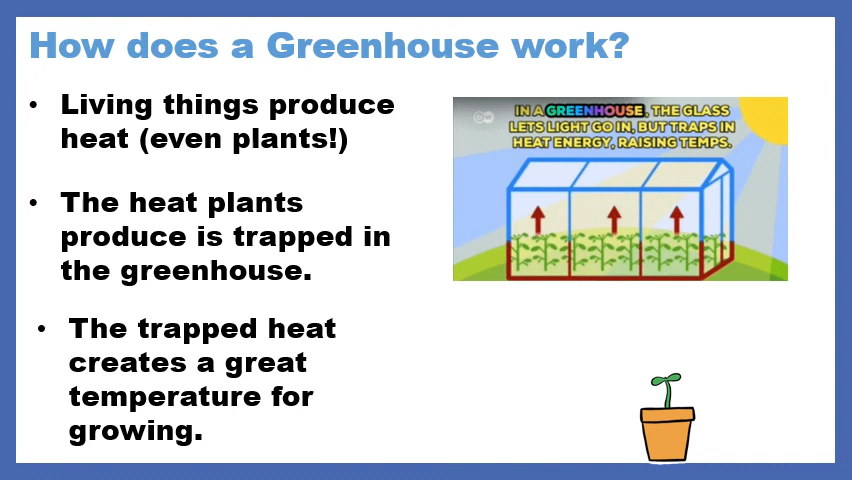 How does a Greenhouse work?
• Living things produce
heat (even plants!)
• The heat plants
produce is trapped in
the greenhouse.
• The trapped heat
creates a great
temperature for
growing.
DW
IN A GREENHOUSE, THE GLASS
LETS LIGHT GO IN, BUT TRAPS IN
HEAT ENERGY, RAISING TEMPS.